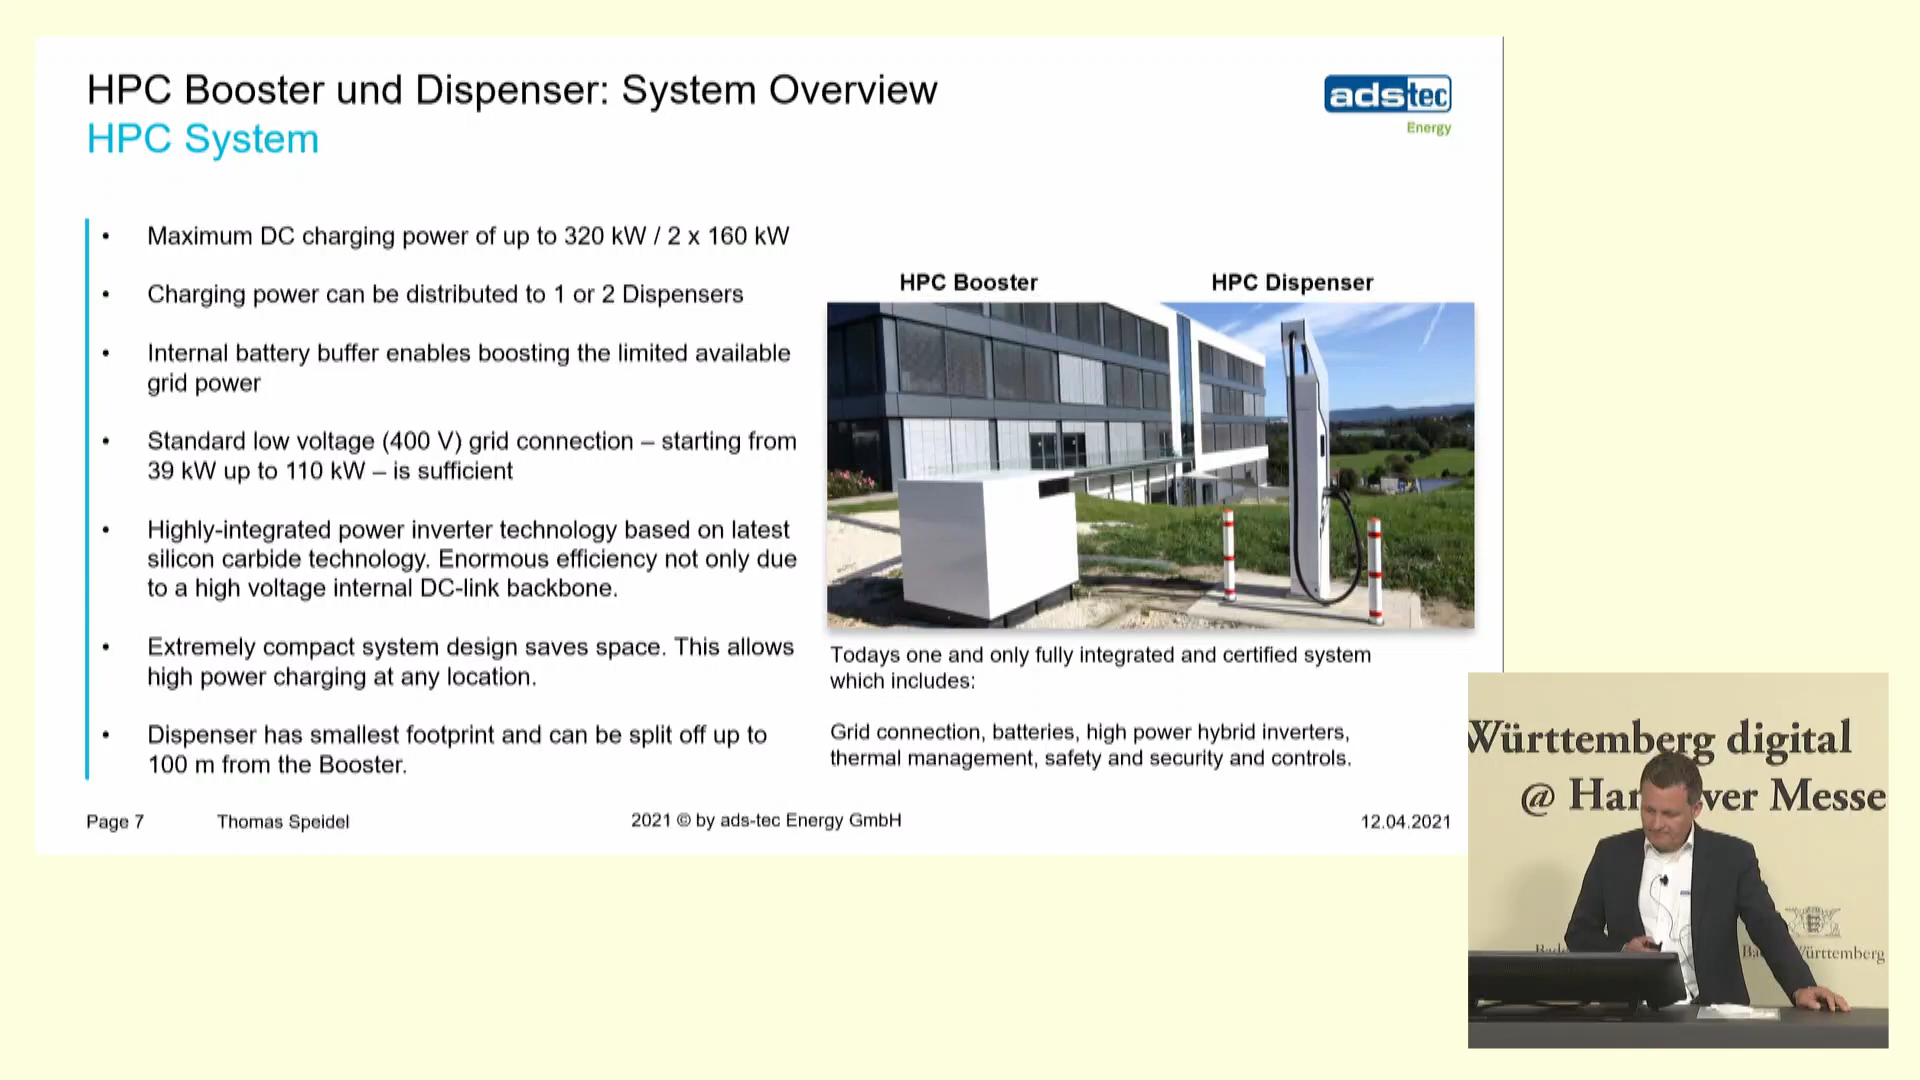 HPC Booster und Dispenser: System Overview
HPC System
adstec
Energy
• Maximum DC charging power of up to 320 kW / 2 x 160 kW
• Charging power can be distributed to 1 or 2 Dispensers
• Internal battery buffer enables boosting the limited available
grid power
• Standard low voltage (400 V) grid connection – starting from
39 kW up to 110 kW – is sufficient
• Highly-integrated power inverter technology based on latest
silicon carbide technology. Enormous efficiency not only due
to a high voltage internal DC-link backbone.
• Extremely compact system design saves space. This allows
high power charging at any location.
• Dispenser has smallest footprint and can be split off up to
100 m from the Booster.
HPC Booster HPC Dispenser
Todays one and only fully integrated and certified system
which includes:
Grid connection, batteries, high power hybrid inverters,
thermal management, safety and security and controls.
Page 7 Thomas Speidel 2021 © by ads-tec Energy GmbH 12.04.2021
Württemberg digital
@ Hannover Messe
Baden-Württemberg